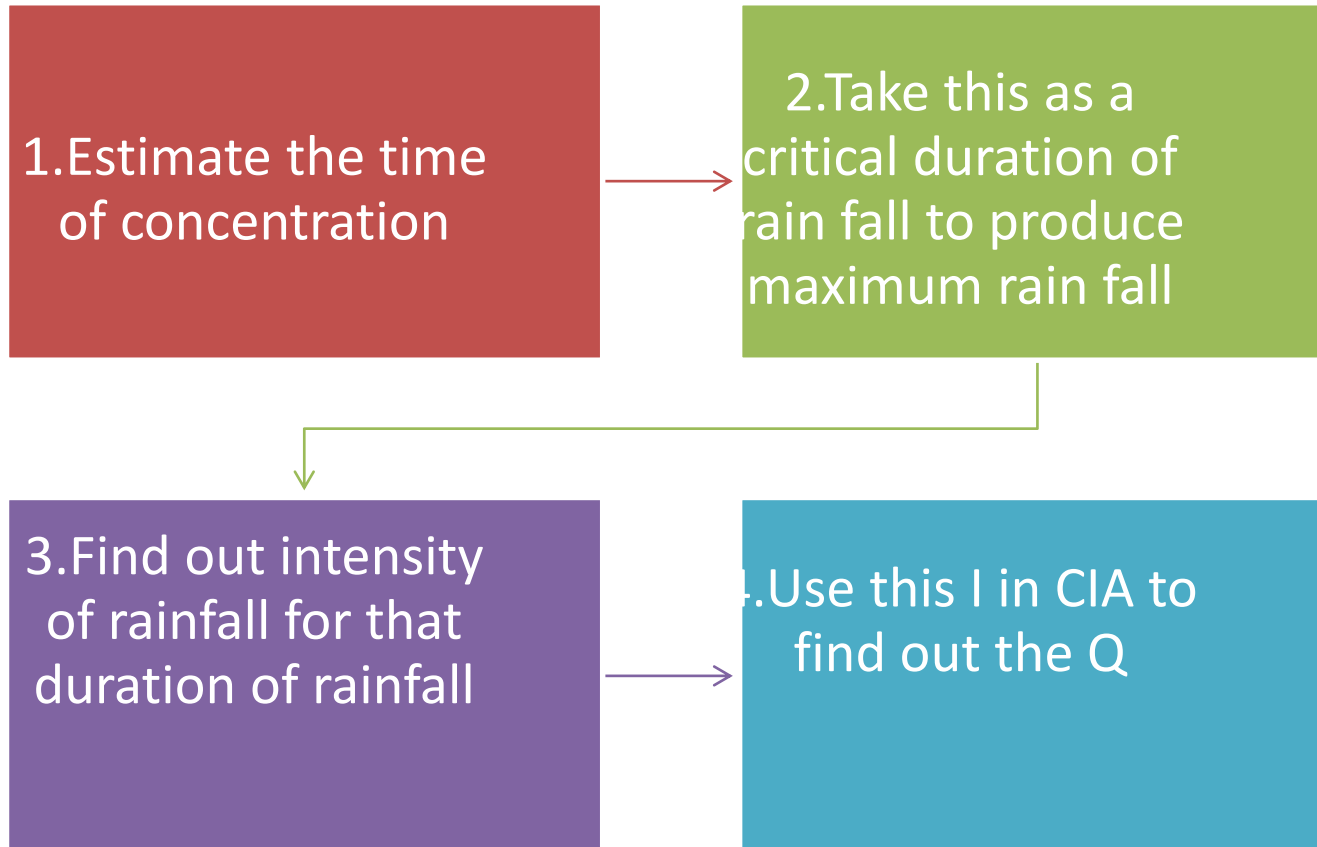 1.Estimate the time
of concentration
2.Take this as a
critical duration of
rain fall to produce
maximum rain fall
3.Find out intensity
of rainfall for that
duration of rainfall
4.Use this I in CIA to
find out the Q